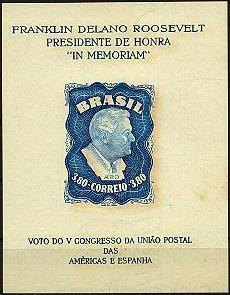 FRANKLIN DELANO ROOSEVELT
PRESIDENTE DE HONRA
"IN MEMORIAM"
BRASIL
AÉREO
3,80-CORREIO-3,80
VOTO DO V CONGRESSO DA UNIÃO POSTAL
DAS
AMÉRICAS E ESPANHA